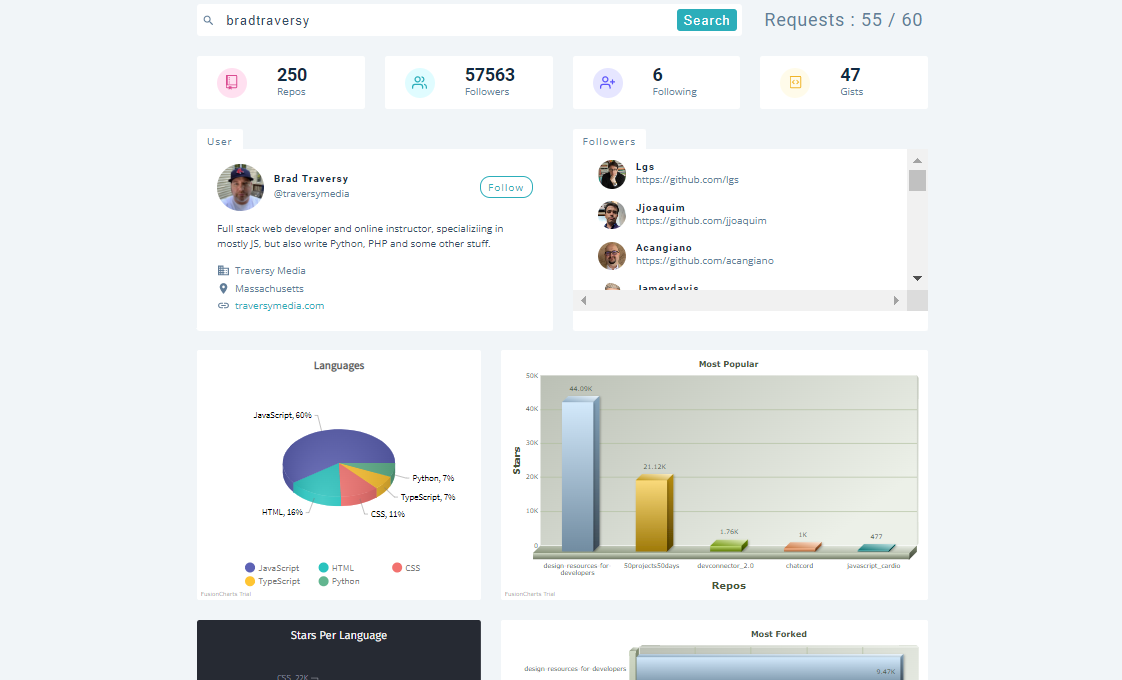 bradtraversy
Search
Requests : 55 / 60
250
Repos
57563
Followers
6
Following
47
Gists
User
Brad Traversy
@traversymedia
Follow
Full stack web developer and online instructor, specializiing in
mostly JS, but also write Python, PHP and some other stuff.
Traversy Media
Massachusetts
traversymedia.com
Followers
Lgs
https://github.com/lgs
Jjoaquim
https://github.com/jjoaquim
Acangiano
https://github.com/acangiano
Jameydavis
Languages
JavaScript, 60%
Python, 7%
TypeScript, 7%
HTML, 16%
CSS, 11%
JavaScript
HTML
CSS
TypeScript
Python
FusionCharts Trial
Most Popular
50K
44.09K
40K
30K
21.12K
20K
10K
1.76K
1K
477
0
Stars
design resources for
developers
50projects50days
devconnector_2.0
chatcord
javascript_cardio
Repos
FusionCharts Trial
Stars Per Language
CSS, 22K
Most Forked
design resources for developers
9.47K